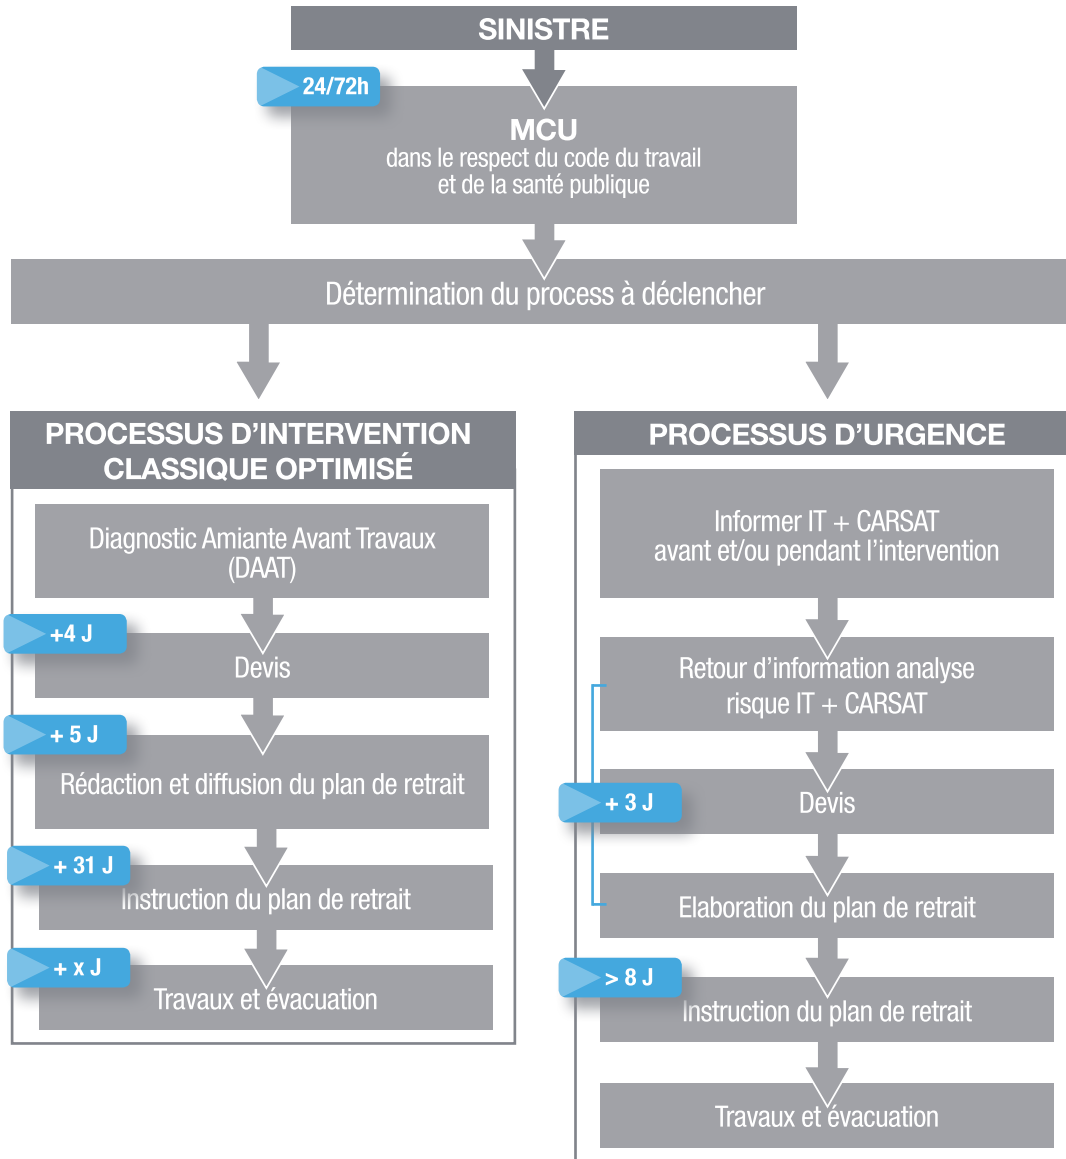 SINISTRE
24/72h
MCU
dans le respect du code du travail
et de la santé publique
Détermination du process à déclencher
PROCESSUS D’INTERVENTION
CLASSIQUE OPTIMISÉ
Diagnostic Amiante Avant Travaux
(DAAT)
+4 J
Devis
+ 5 J
Rédaction et diffusion du plan de retrait
+ 31 J
Instruction du plan de retrait
+ x J
Travaux et évacuation
PROCESSUS D’URGENCE
Informer IT + CARSAT
avant et/ou pendant l’intervention
Retour d’information analyse
risque IT + CARSAT
+ 3 J
Devis
Elaboration du plan de retrait
> 8 J
Instruction du plan de retrait
Travaux et évacuation